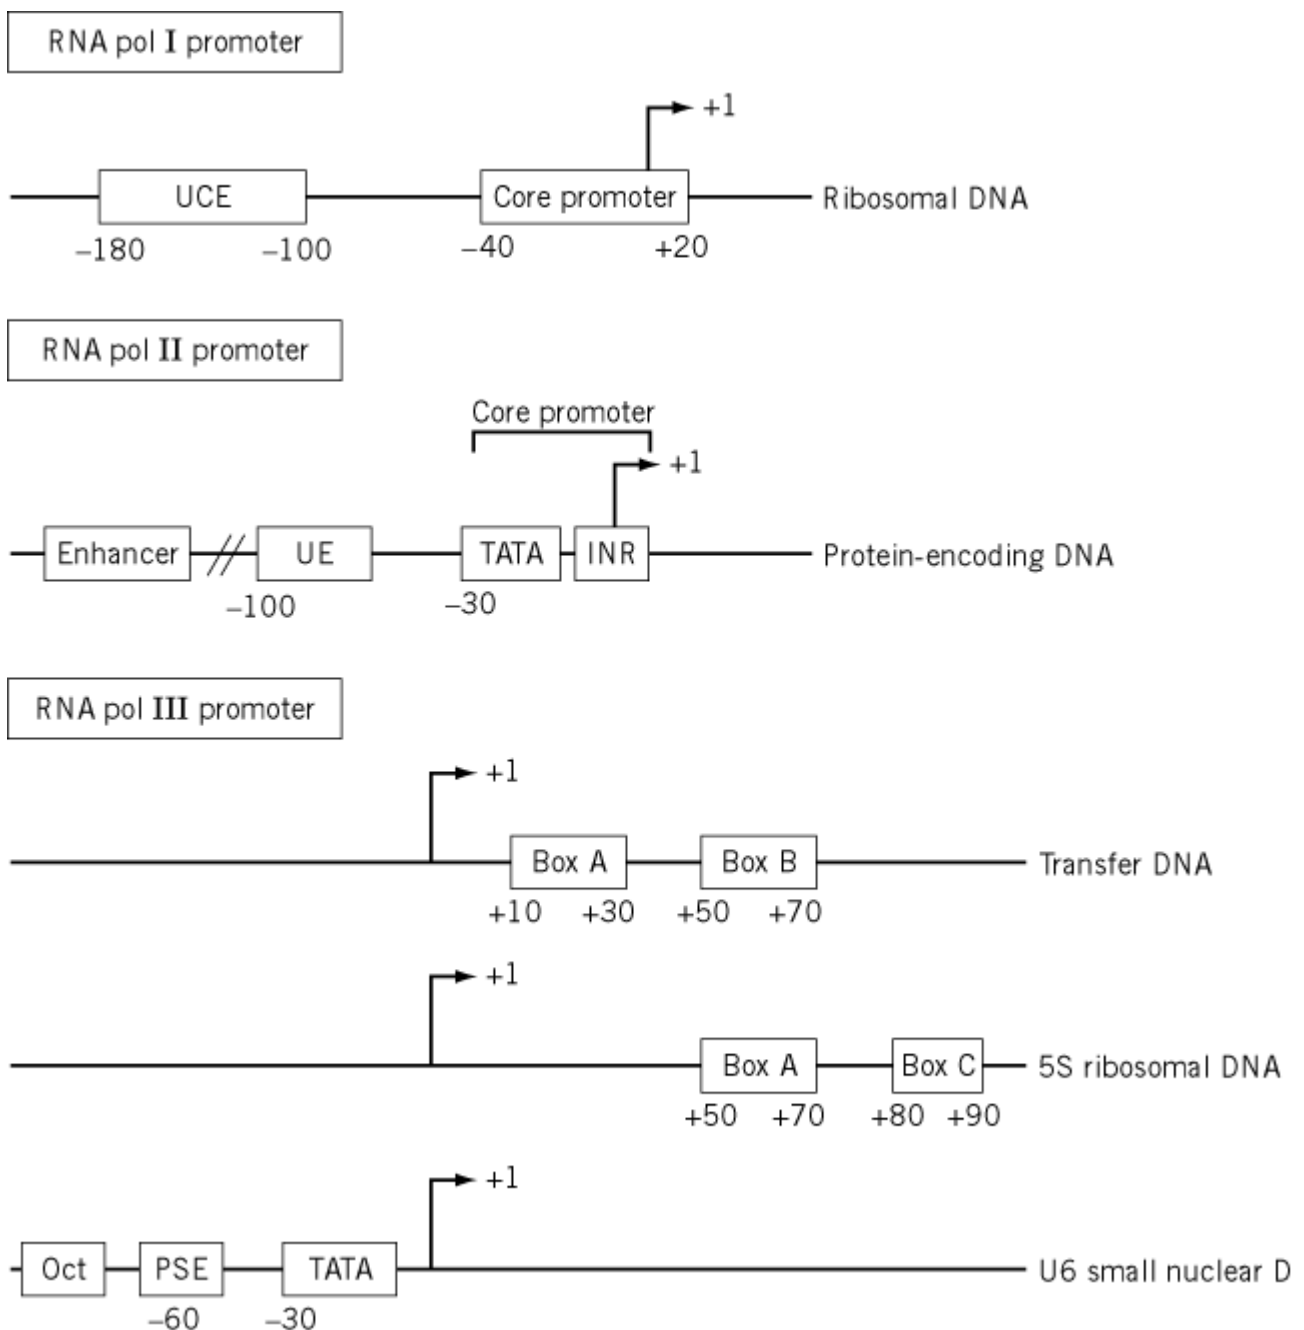 RNA pol I promoter
+1
UCE
Core promoter
Ribosomal DNA
–180
–100
–40
+20
RNA pol II promoter
Core promoter
+1
Enhancer
UE
TATA
INR
Protein-encoding DNA
–100
–30
RNA pol III promoter
+1
Box A
Box B
Transfer DNA
+10
+30
+50
+70
+1
Box A
Box C
5S ribosomal DNA
+50
+70
+80
+90
+1
Oct
PSE
TATA
U6 small nuclear D
–60
–30